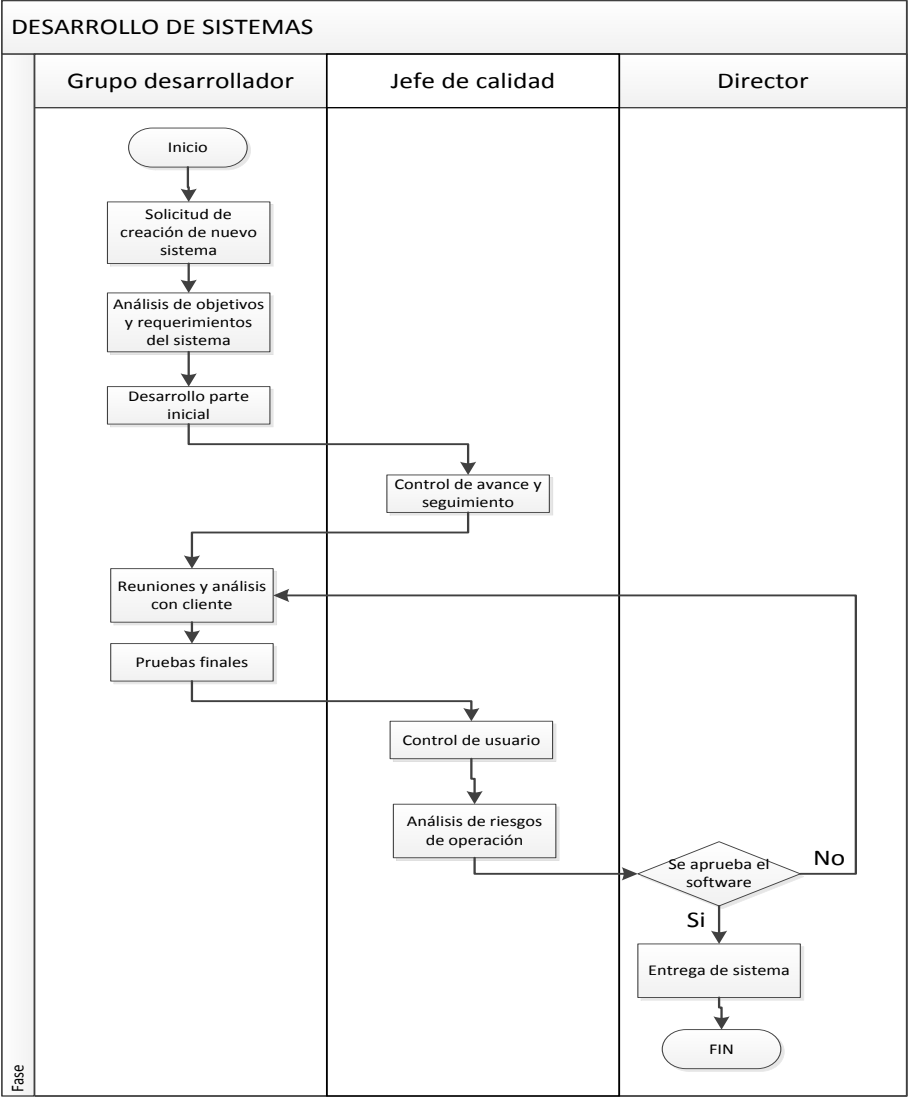 DESARROLLO DE SISTEMAS
Grupo desarrollador
Jefe de calidad
Director
Inicio
Solicitud de
creación de nuevo
sistema
Análisis de objetivos
y requerimientos
del sistema
Desarrollo parte
inicial
Control de avance y
seguimiento
Reuniones y análisis
con cliente
Pruebas finales
Control de usuario
Análisis de riesgos
de operación
Se aprueba el
software
No
Si
Entrega de sistema
FIN
Fase